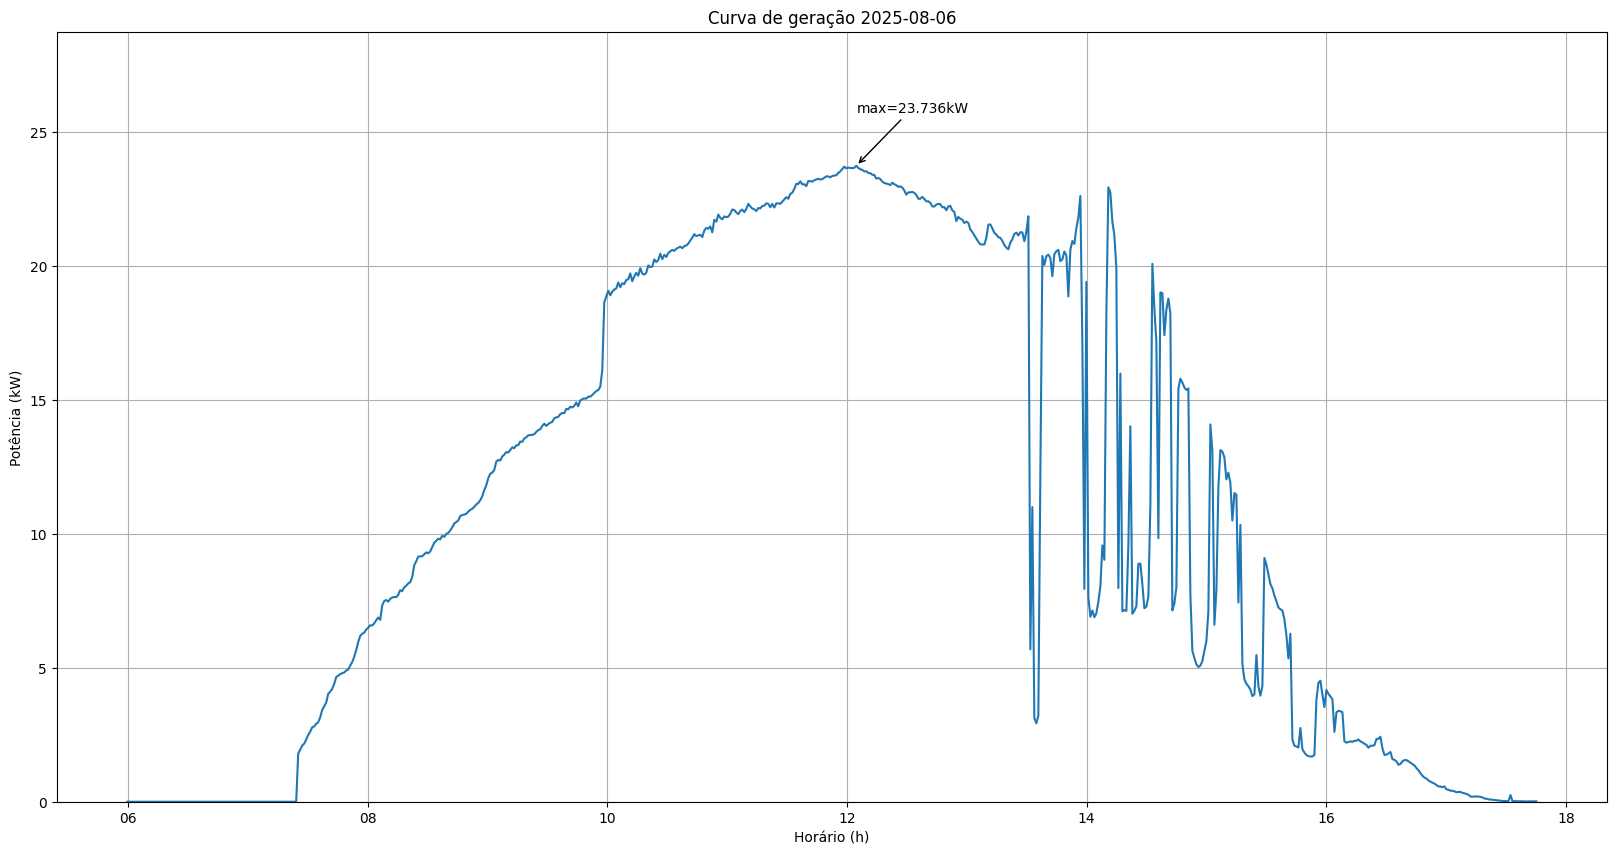 Curva de geração 2025-08-06
max=23.736kW
Potência (kW)
25
20
15
10
5
0
06 08 10 12 14 16 18
Horário (h)